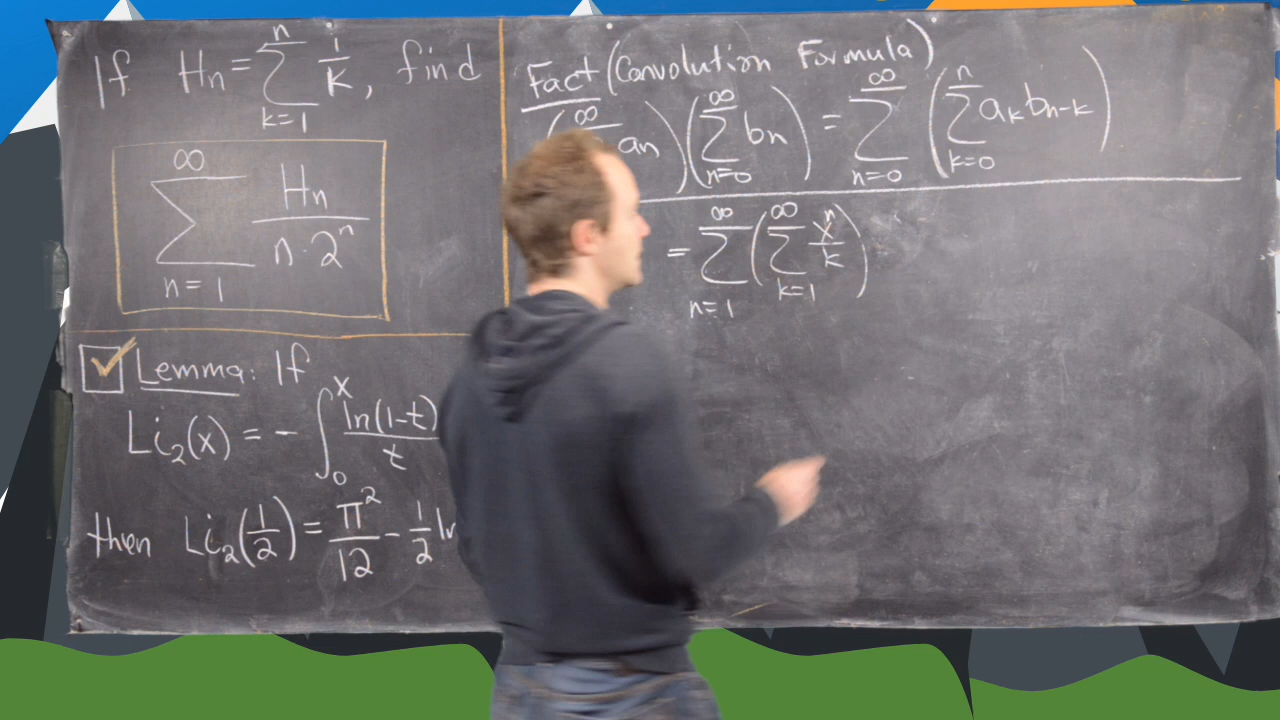 If Hn = ∑_{k=1}^{n} 1/k, find
∑_{n=1}^{∞} Hn/(n·2^n)
Lemma: If
Li₂(x) = - ∫_0^x ln(1-t)/t
then Li₂(1/2) = π²/12 - 1/2
Fact (Convolution Formula)
(∑^{∞} an)(∑_{n=0}^{∞} bn) = ∑_{n=0}^{∞} (∑_{k=0}^{n} ak bn-k)
= ∑_{n=1}^{∞} (∑_{k=1}^{∞} x^n/k)